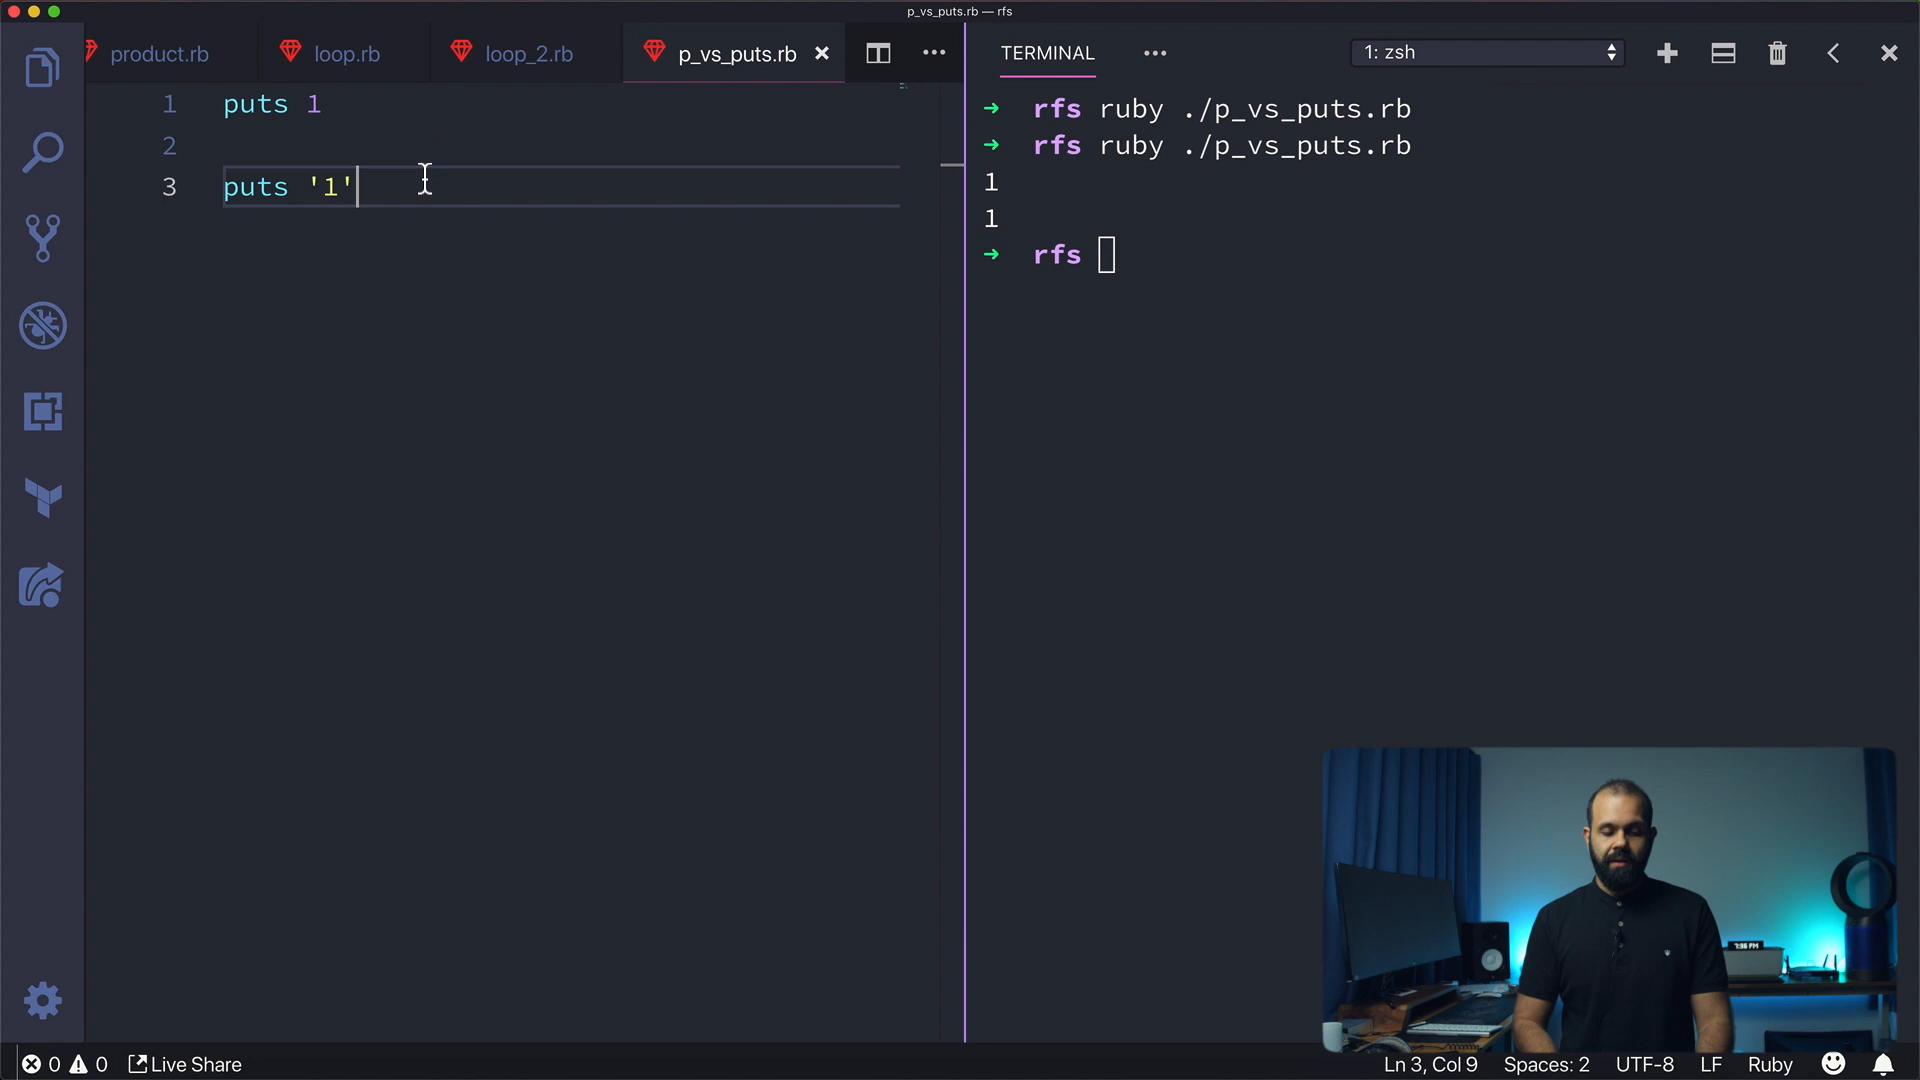 p_vs_puts.rb — rfs
product.rb
loop.rb
loop_2.rb
p_vs_puts.rb
TERMINAL
1: zsh
1 puts 1
2
3 puts '1'
➜ rfs ruby ./p_vs_puts.rb
➜ rfs ruby ./p_vs_puts.rb
1
1
➜ rfs
0 0 Live Share
Ln 3, Col 9 Spaces: 2 UTF-8 LF Ruby